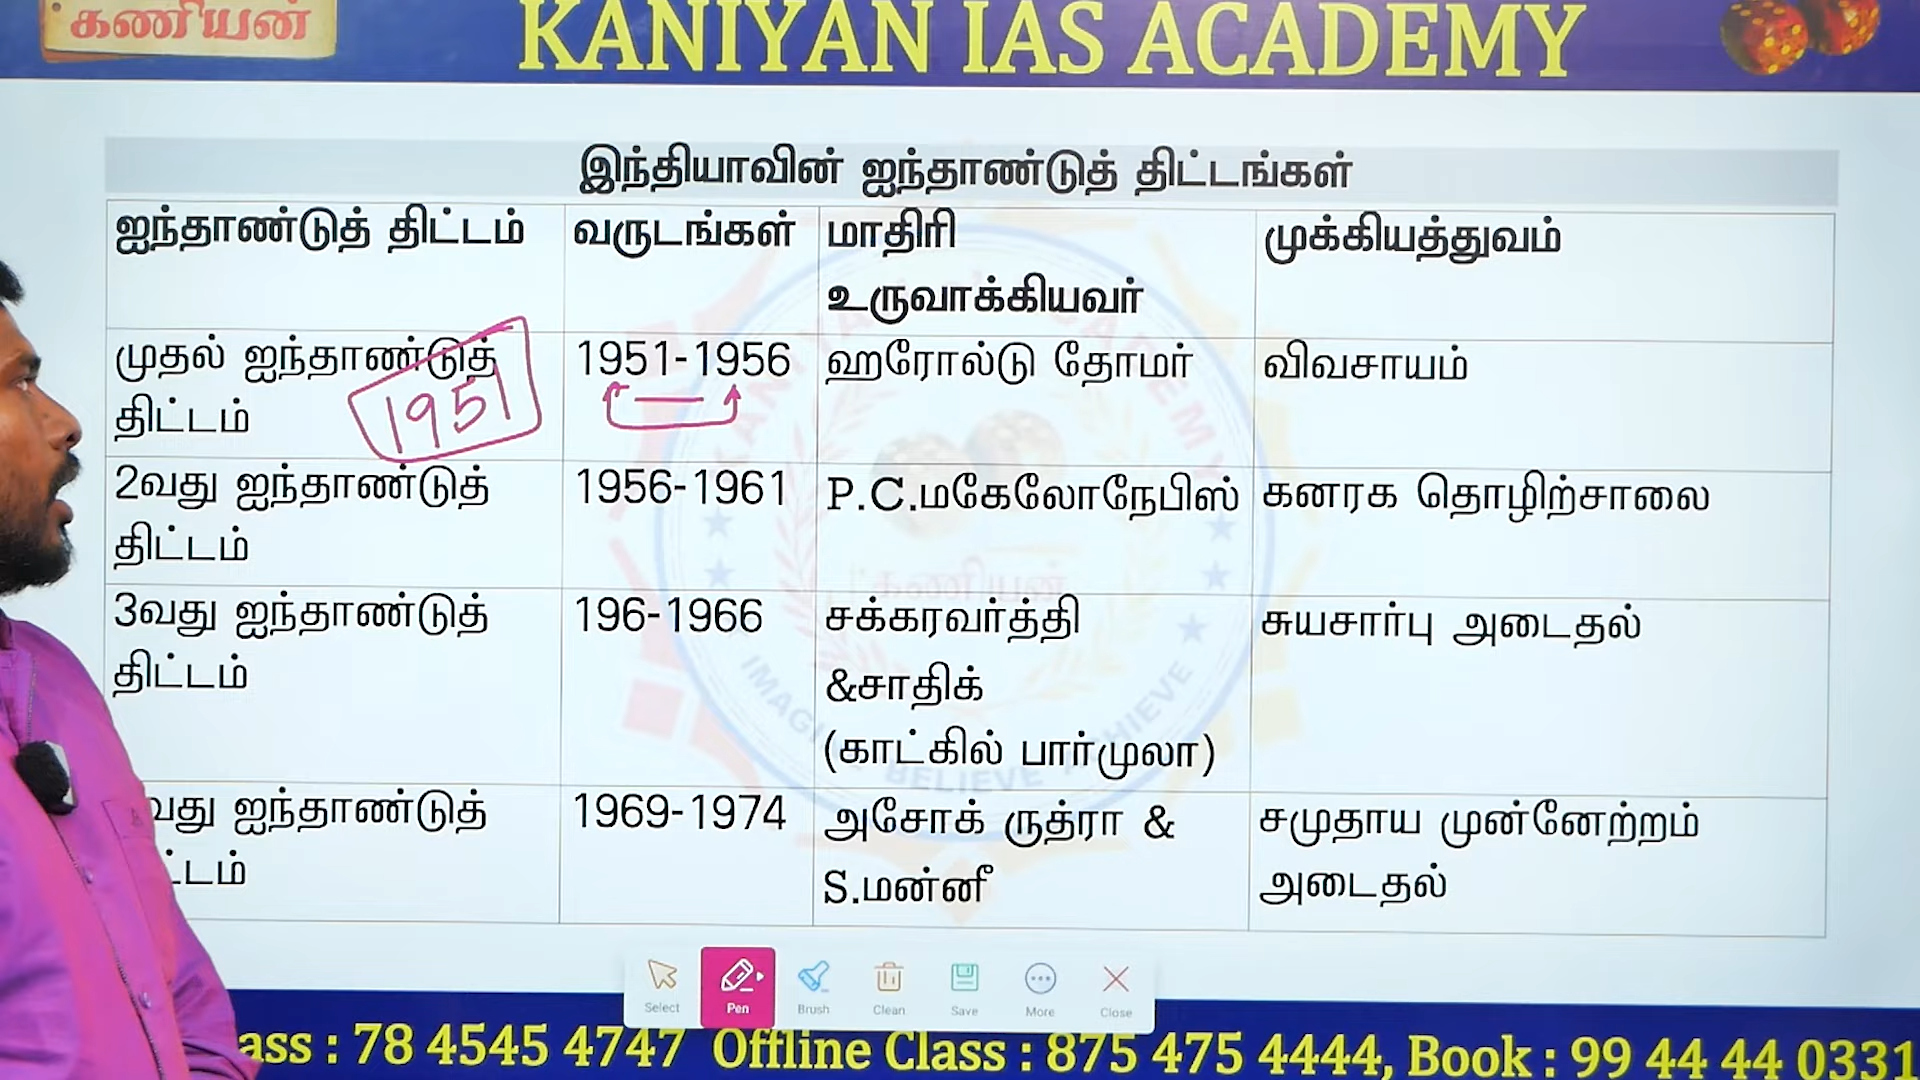 கணியன்
KANIYAN IAS ACADEMY
இந்தியாவின் ஐந்தாண்டுத் திட்டங்கள்
ஐந்தாண்டுத் திட்டம்
வருடங்கள்
மாதிரி
உருவாக்கியவர்
முக்கியத்துவம்
முதல் ஐந்தாண்டுத்
திட்டம்
1951
1951-1956
ஹரோல்டு தோமர்
விவசாயம்
2வது ஐந்தாண்டுத்
திட்டம்
1956-1961
P.C.மகேலோநேபிஸ்
கனரக தொழிற்சாலை
3வது ஐந்தாண்டுத்
திட்டம்
196-1966
சக்கரவர்த்தி
&சாதிக்
(காட்கில் பார்முலா)
சுயசார்பு அடைதல்
வது ஐந்தாண்டுத்
ட்டம்
1969-1974
அசோக் ருத்ரா &
S.மன்னீ
சமுதாய முன்னேற்றம்
அடைதல்
கணியன்
BELIEVE
Select
Pen
Brush
Clean
Save
More
Close
ass : 78 4545 4747 Offline Class : 875 475 4444, Book : 99 44 44 0331